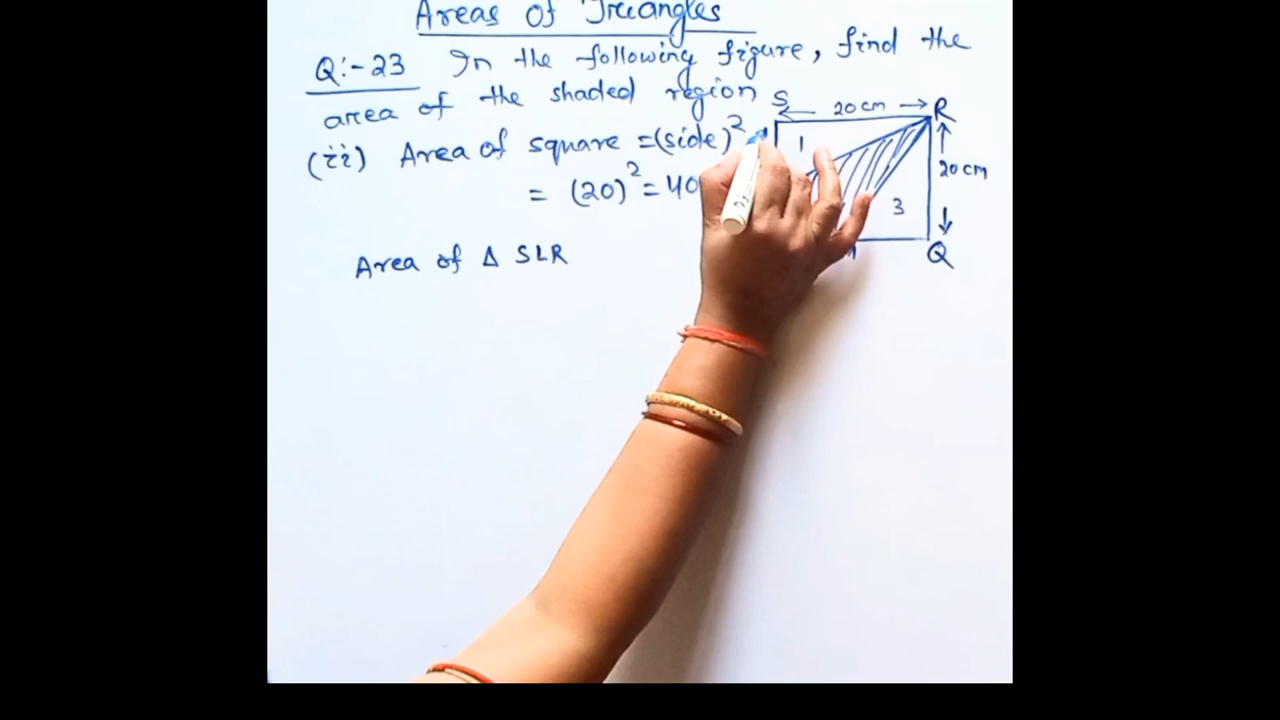 Areas of Triangles
Q:-23 In the following figure, find the
area of the shaded region
S 20 cm R
(ii) Area of square = (side)²
1
20 cm
= (20)² = 40
3
Area of Δ SLR
Q